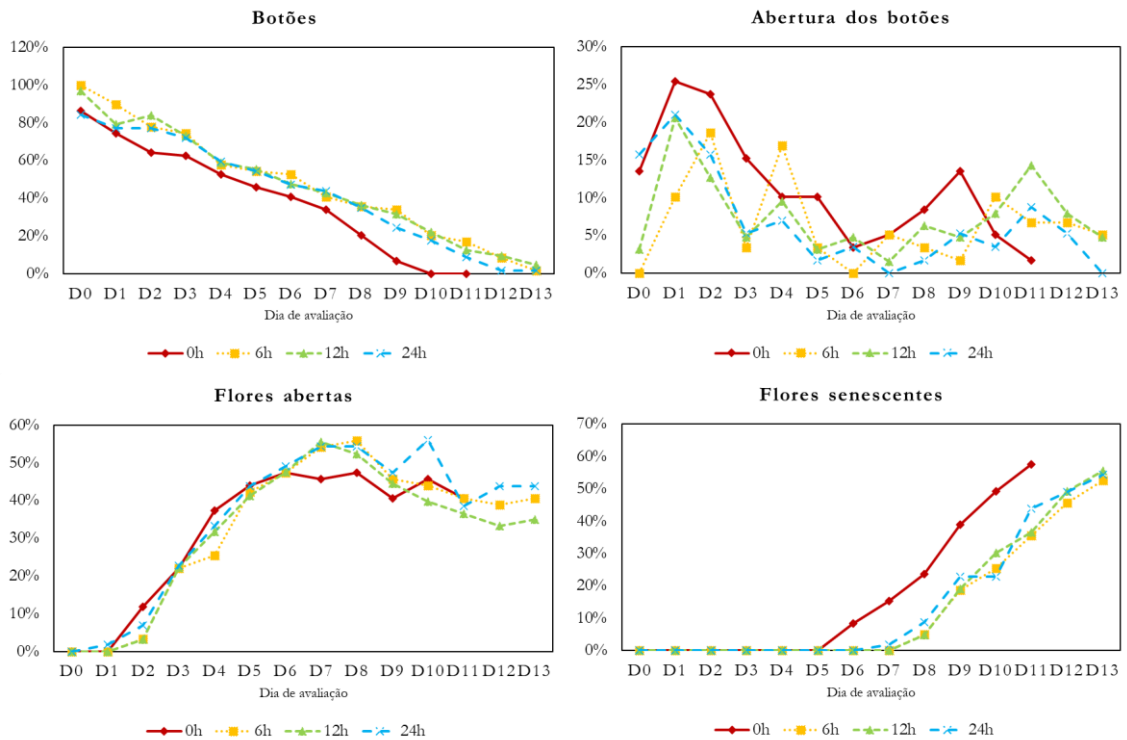 Botões
120%
100%
80%
60%
40%
20%
0%
D0 D1 D2 D3 D4 D5 D6 D7 D8 D9 D10 D11 D12 D13
Dia de avaliação
0h 6h 12h 24h
Abertura dos botões
30%
25%
20%
15%
10%
5%
0%
D0 D1 D2 D3 D4 D5 D6 D7 D8 D9 D10 D11 D12 D13
Dia de avaliação
0h 6h 12h 24h
Flores abertas
60%
50%
40%
30%
20%
10%
0%
D0 D1 D2 D3 D4 D5 D6 D7 D8 D9 D10 D11 D12 D13
Dia de avaliação
0h 6h 12h 24h
Flores senescentes
70%
60%
50%
40%
30%
20%
10%
0%
D0 D1 D2 D3 D4 D5 D6 D7 D8 D9 D10 D11 D12 D13
Dia de avaliação
0h 6h 12h 24h